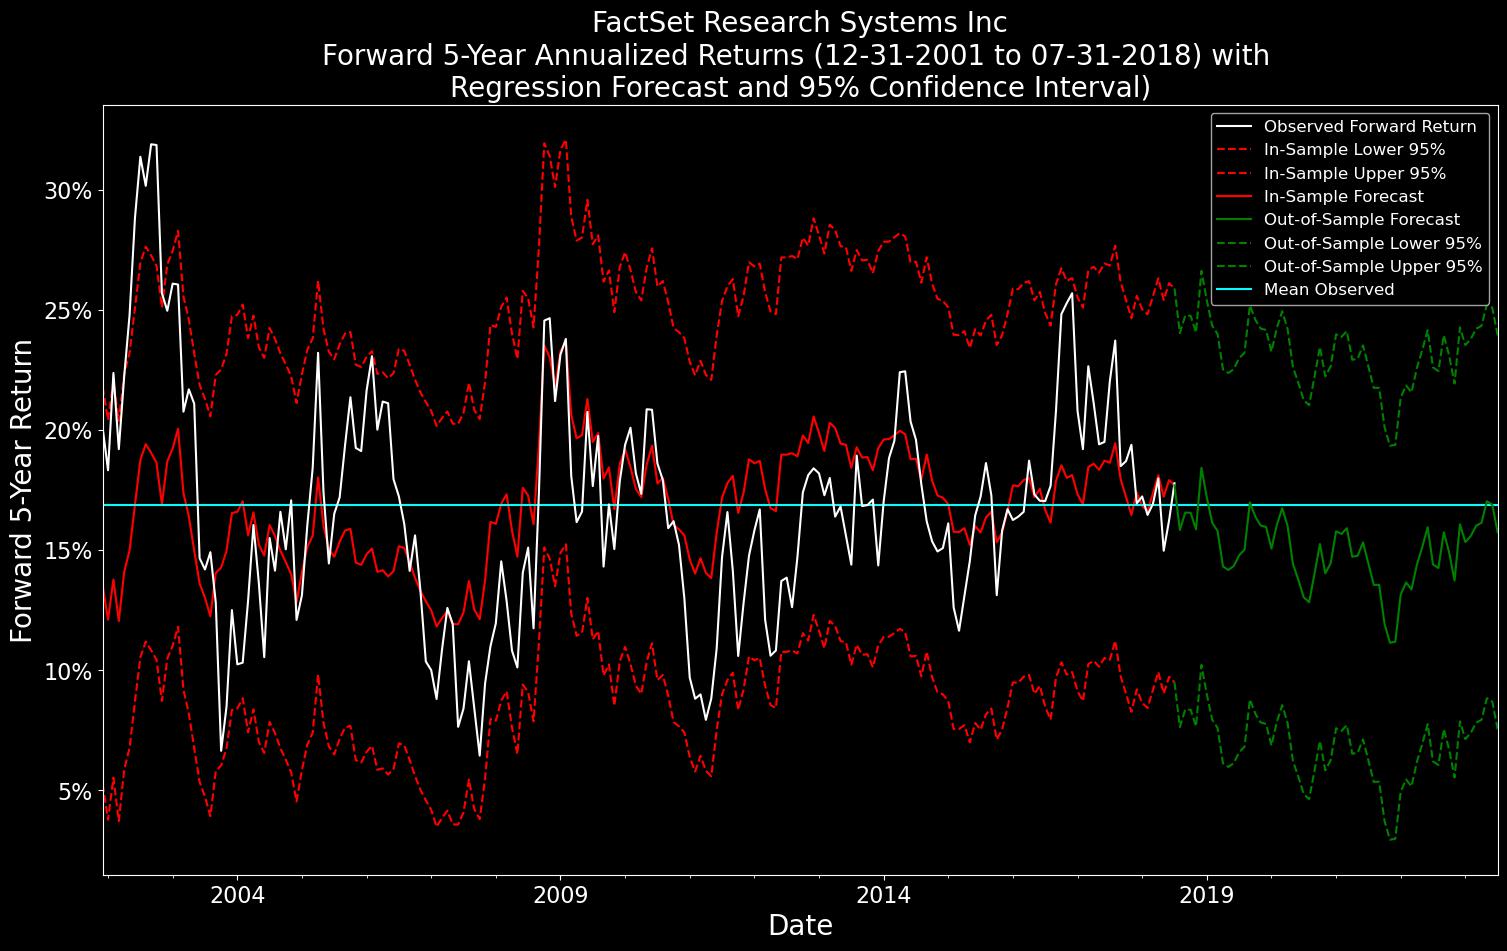 FactSet Research Systems Inc
Forward 5-Year Annualized Returns (12-31-2001 to 07-31-2018) with
Regression Forecast and 95% Confidence Interval)
Observed Forward Return
In-Sample Lower 95%
In-Sample Upper 95%
In-Sample Forecast
Out-of-Sample Forecast
Out-of-Sample Lower 95%
Out-of-Sample Upper 95%
Mean Observed
Forward 5-Year Return
30%
25%
20%
15%
10%
5%
2004
2009
2014
2019
Date